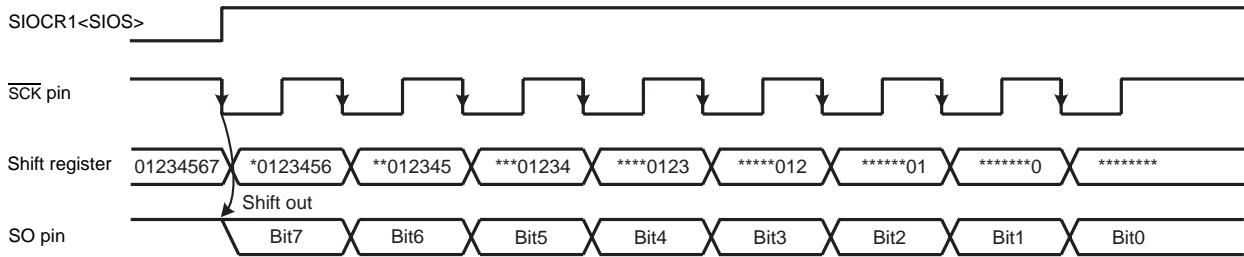 SIOCR1<SIOS>
SCK pin
Shift register 01234567 *0123456 **012345 ***01234 ****0123 *****012 ******01 *******0 ********
Shift out
SO pin Bit7 Bit6 Bit5 Bit4 Bit3 Bit2 Bit1 Bit0